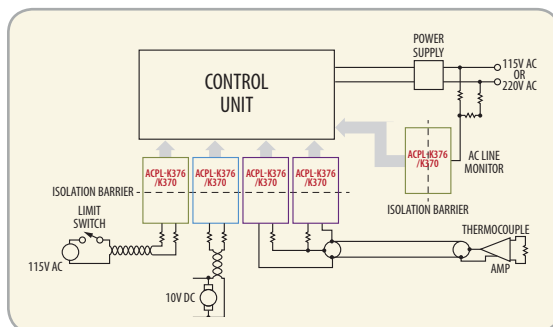 POWER
SUPPLY
115V AC
OR
220V AC
CONTROL
UNIT
ACPL-K376
/K370
AC LINE
MONITOR
ISOLATION BARRIER
ACPL-K376
/K370
ACPL-K376
/K370
ACPL-K376
/K370
ACPL-K376
/K370
ISOLATION BARRIER
LIMIT
SWITCH
115V AC
10V DC
THERMOCOUPLE
AMP